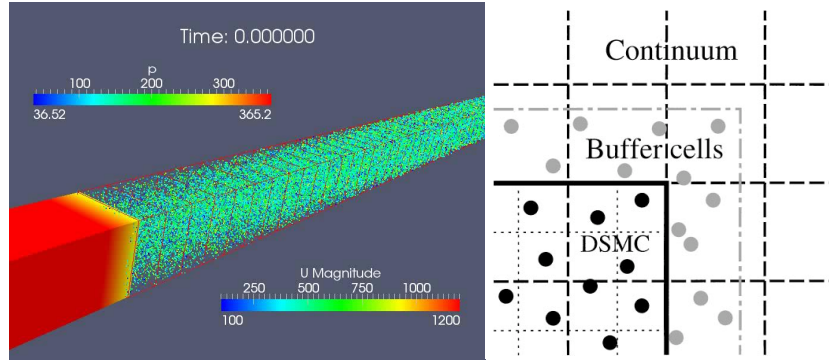 Time: 0.000000
p
100 200 300
36.52 365.2
U Magnitude
250 500 750 1000
100 1200
Continuum
Buffer cells
DSMC